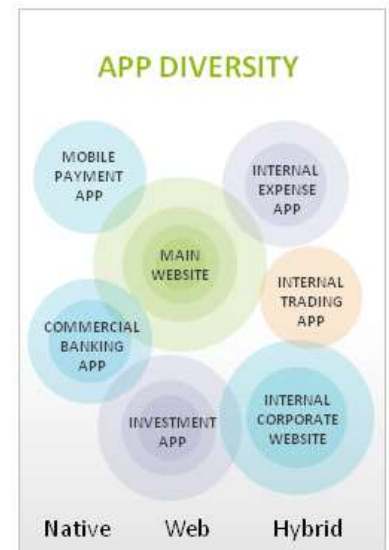 APP DIVERSITY
MOBILE
PAYMENT
APP
INTERNAL
EXPENSE
APP
MAIN
WEBSITE
INTERNAL
TRADING
APP
COMMERCIAL
BANKING
APP
INVESTMENT
APP
INTERNAL
CORPORATE
WEBSITE
Native Web Hybrid